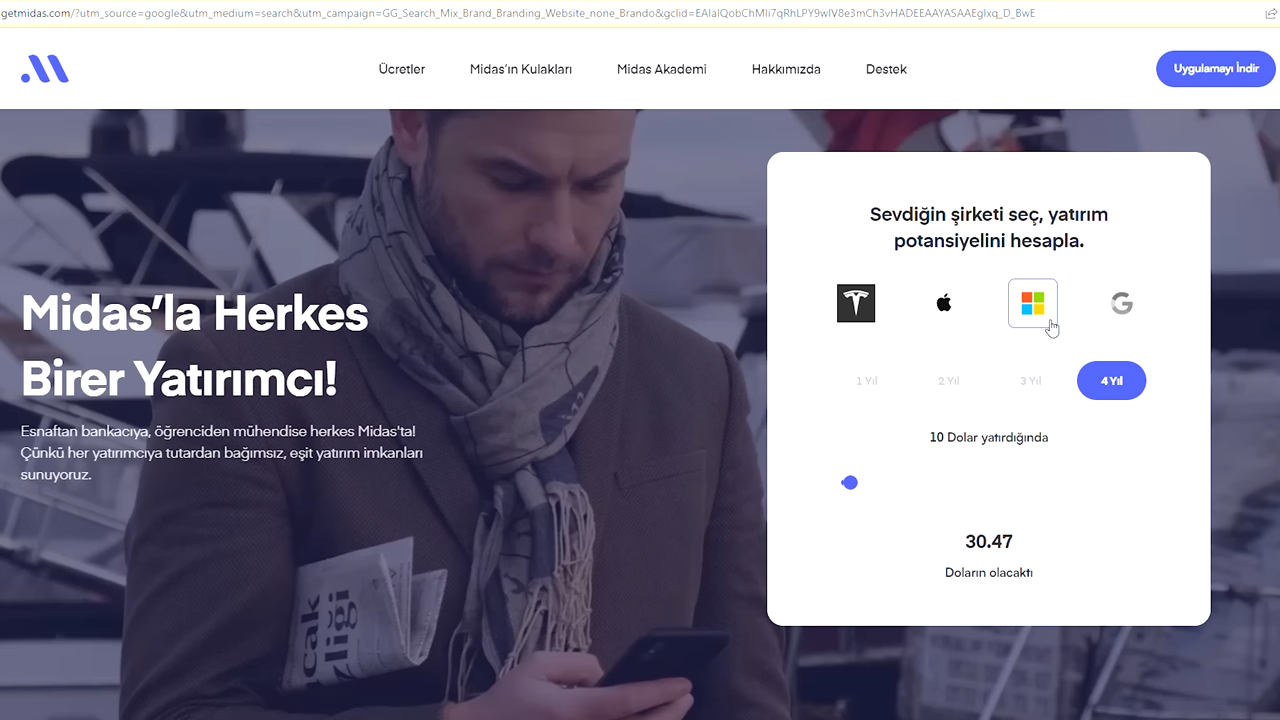 getmidas.com/?utm_source=google&utm_medium=search&utm_campaign=GG_Search_Mix_Brand_Branding_Website_none_Brando&gclid=EAIaIQobChMIi7qRhLPY9wIV8e3mCh3vHADEEAAYASAAEgIxq_D_BwE
Ücretler Midas'ın Kulakları Midas Akademi Hakkımızda Destek Uygulamayı İndir
Sevdiğin şirketi seç, yatırım
potansiyelini hesapla.
Midas'la Herkes
Birer Yatırımcı!
Esnaftan bankacıya, öğrenciden mühendise herkes Midas'ta!
Çünkü her yatırımcıya tutardan bağımsız, eşit yatırım imkanları
sunuyoruz.
1 Yıl 2 Yıl 3 Yıl 4 Yıl
10 Dolar yatırdığında
30.47
Doların olacaktı
cak
zliği